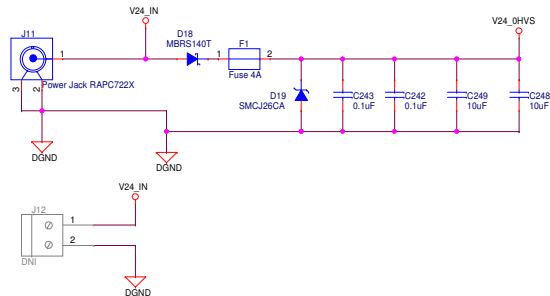 V24_IN
V24_0HVS
J11
D18
MBRS140T
F1
1
1
2
Fuse 4A
Power Jack RAPC722X
3
2
D19
SMCJ26CA
C243
0.1uF
C242
0.1uF
C249
10uF
C248
10uF
DGND
DGND
V24_IN
J12
1
2
DNI
DGND